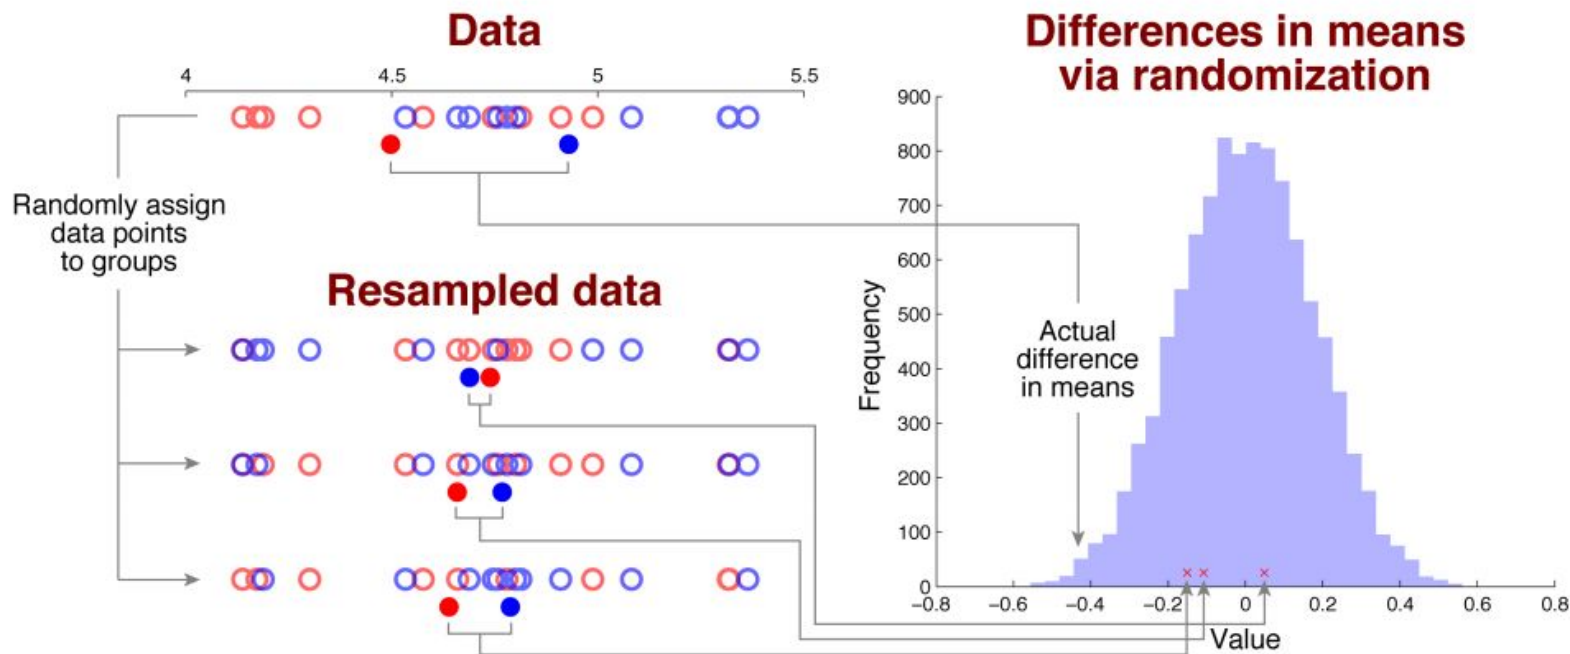 Data
4 4.5 5 5.5
Randomly assign
data points
to groups
Resampled data
Differences in means
via randomization
900
800
700
600
500
400
300
200
100
0
Frequency
Actual
difference
in means
−0.8 −0.6 −0.4 −0.2 0 0.2 0.4 0.6 0.8
Value